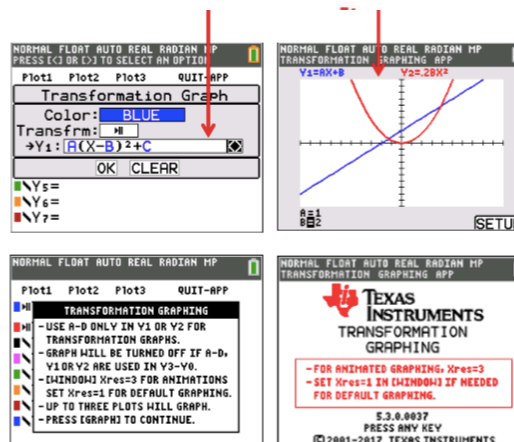 NORMAL FLOAT AUTO REAL RADIAN MP
PRESS [<] OR [>] TO SELECT AN OPTION
Plot1 Plot2 Plot3 QUIT-APP
Transformation Graph
Color: BLUE
Transfrm:
→Y1: A(X-B)²+C
OK CLEAR
\Y5=
\Y6=
\Y7=
NORMAL FLOAT AUTO REAL RADIAN MP
TRANSFORMATION GRAPHING APP
Y1=AX+B Y2=.2BX²
A=1
B=2
SETU
NORMAL FLOAT AUTO REAL RADIAN MP
Plot1 Plot2 Plot3 QUIT-APP
TRANSFORMATION GRAPHING
-USE A-D ONLY IN Y1 OR Y2 FOR
TRANSFORMATION GRAPHS.
-GRAPH WILL BE TURNED OFF IF A-D,
Y1 OR Y2 ARE USED IN Y3-Y0.
-[WINDOW] Xres=3 FOR ANIMATIONS
SET Xres=1 FOR DEFAULT GRAPHING.
-UP TO THREE PLOTS WILL GRAPH.
-PRESS [GRAPH] TO CONTINUE.
NORMAL FLOAT AUTO REAL RADIAN MP
TRANSFORMATION GRAPHING APP
TEXAS
INSTRUMENTS
TRANSFORMATION
GRAPHING
-FOR ANIMATED GRAPHING, Xres=3
-SET Xres=1 IN [WINDOW] IF NEEDED
FOR DEFAULT GRAPHING.
5.3.0.0037
PRESS ANY KEY
©2001-2017 TEXAS INSTRUMENTS